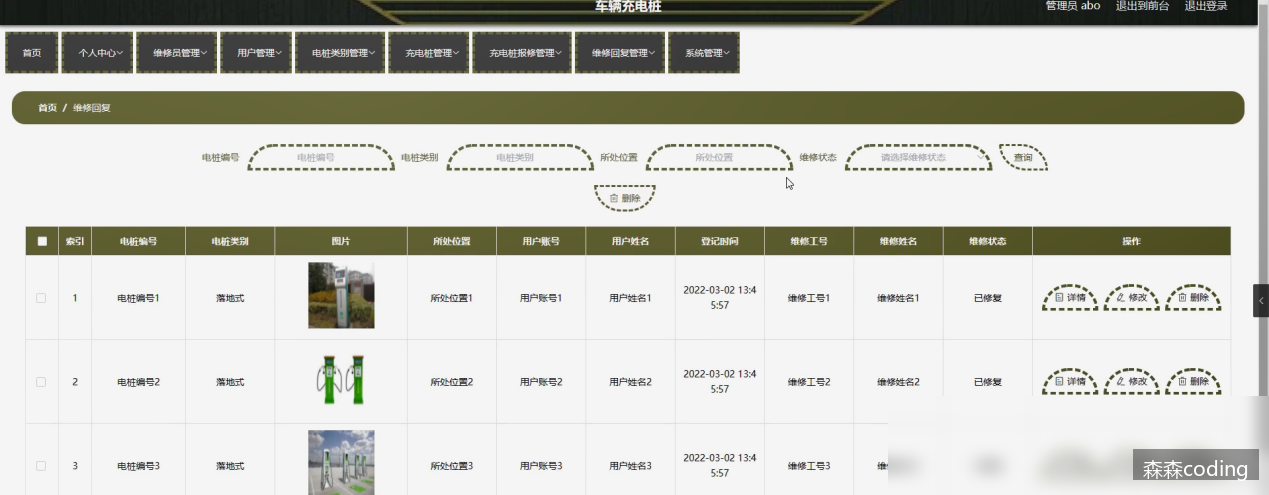 车辆充电桩
管理员 abo 退出到前台 退出登录
首页 个人中心 维修员管理 用户管理 电桩类别管理 充电桩管理 充电桩报修管理 维修回复管理 系统管理
首页 / 维修回复
电桩编号 电桩编号 电桩类别 电桩类别 所处位置 所处位置 维修状态 请选择维修状态 查询
删除
索引 电桩编号 电桩类别 图片 所处位置 用户账号 用户姓名 登记时间 维修工号 维修姓名 维修状态 操作
1 电桩编号1 落地式 所处位置1 用户账号1 用户姓名1 2022-03-02 13:4 维修工号1 维修姓名1 已修复 详情 修改 删除
5:57
2 电桩编号2 落地式 所处位置2 用户账号2 用户姓名2 2022-03-02 13:4 维修工号2 维修姓名2 已修复 详情 修改 删除
5:57
3 电桩编号3 落地式 所处位置3 用户账号3 用户姓名3 2022-03-02 13:4 维修工号3
5:57
森森coding